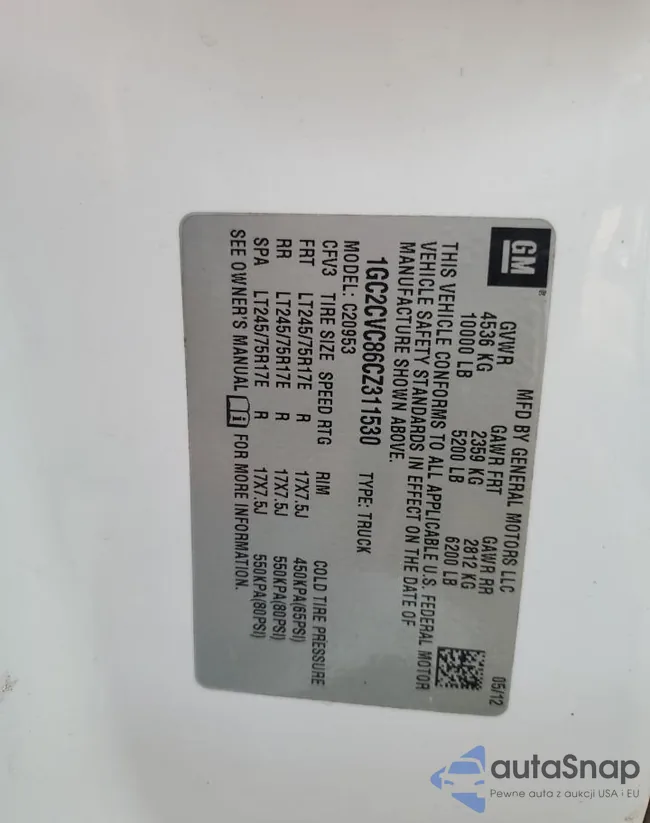 GM
MFD BY GENERAL MOTORS LLC 05/12
GVWR GAWR FRT GAWR RR
4536 KG 2359 KG 2812 KG
10000 LB 5200 LB 6200 LB
THIS VEHICLE CONFORMS TO ALL APPLICABLE U.S. FEDERAL MOTOR
VEHICLE SAFETY STANDARDS IN EFFECT ON THE DATE OF
MANUFACTURE SHOWN ABOVE.
1GC2CVC86CZ311530 TYPE: TRUCK
MODEL: C20953
CFV3 TIRE SIZE SPEED RTG RIM COLD TIRE PRESSURE
FRT LT245/75R17E R 17X7.5J 450KPA(65PSI)
RR LT245/75R17E R 17X7.5J 550KPA(80PSI)
SPA LT245/75R17E R 17X7.5J 550KPA(80PSI)
SEE OWNER'S MANUAL FOR MORE INFORMATION.
autaSnap
Pewne auta z aukcji USA i EU